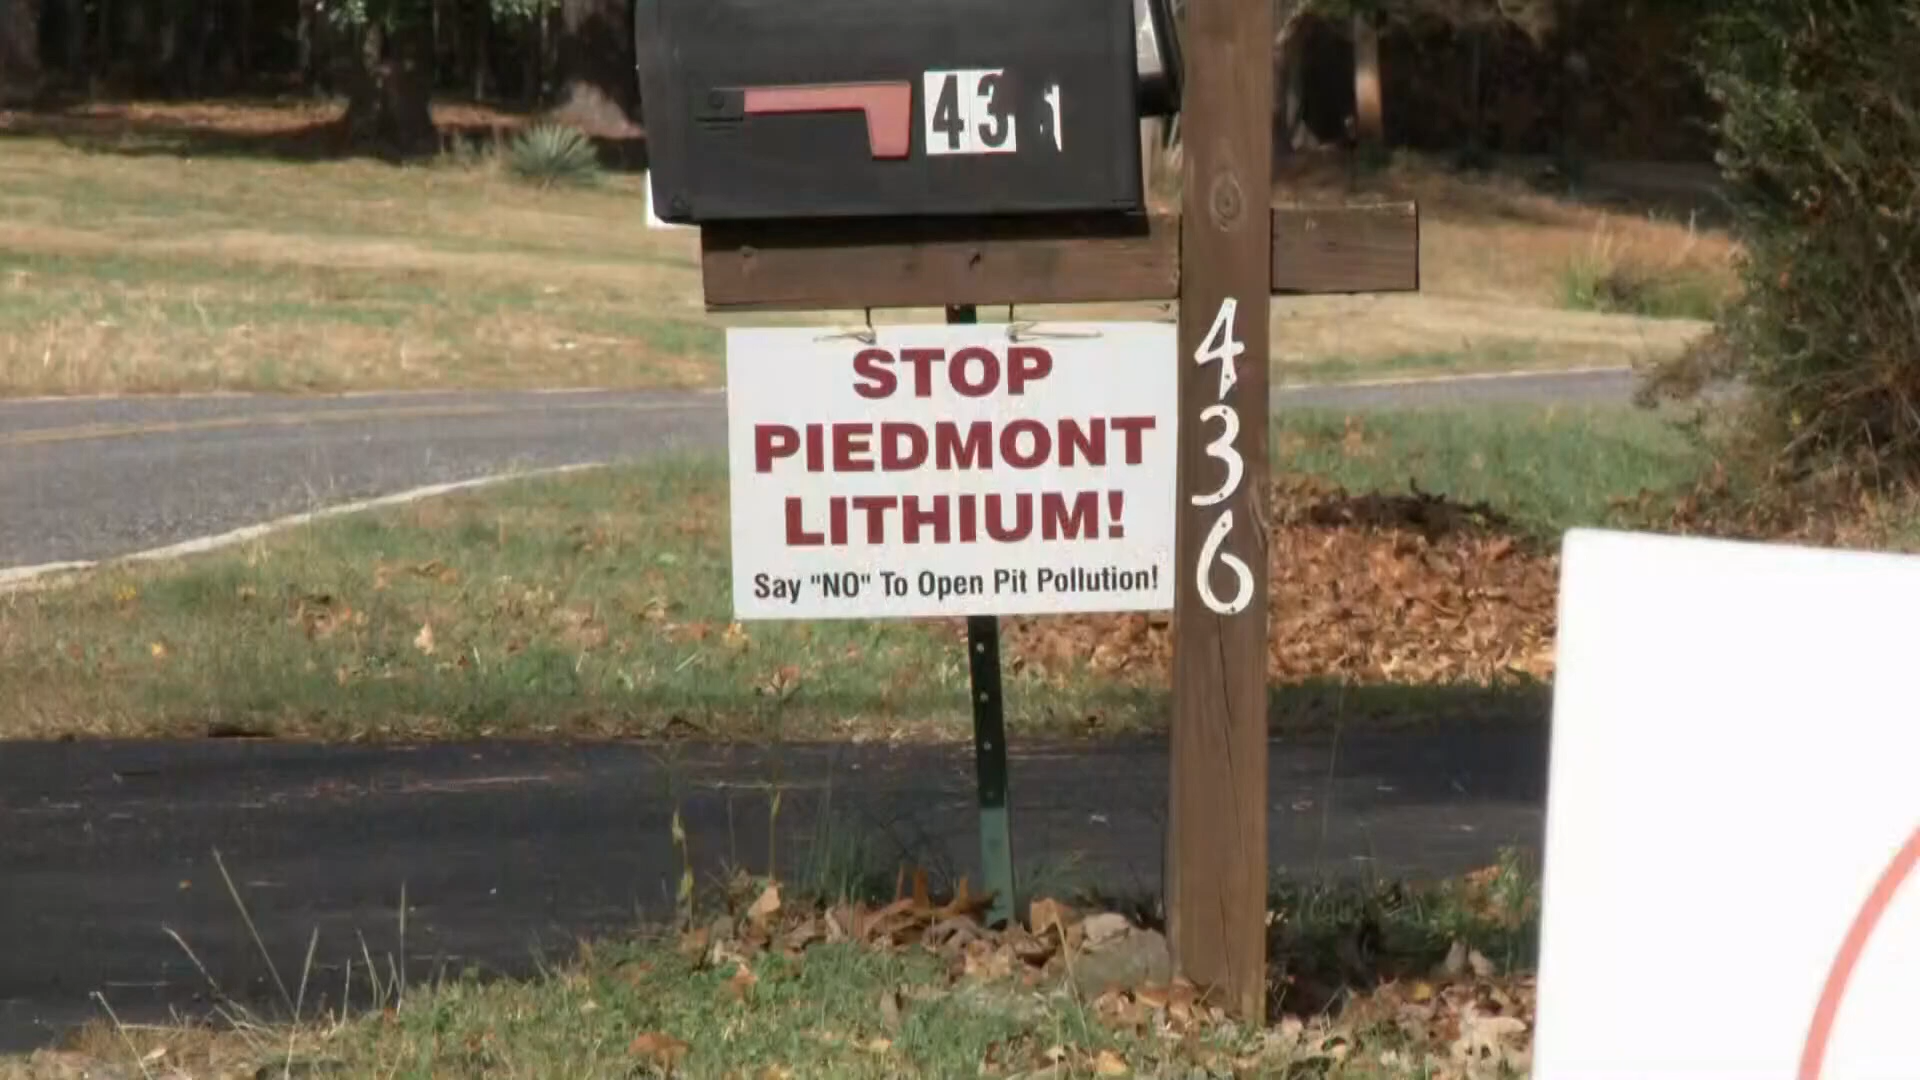 43
STOP
PIEDMONT
LITHIUM!
Say "NO" To Open Pit Pollution!
4
3
6